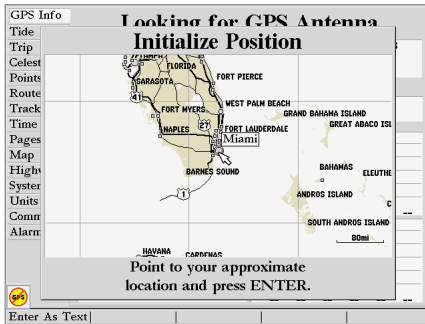 GPS Info
Looking for GPS Antenna
Initialize Position
Tide
Trip
Celest
Points
Route
Track
Time
Pages
Map
Highw
System
Units
Comm
Alarm
FLORIDA
SARASOTA
FORT PIERCE
41
FORT MYERS
WEST PALM BEACH
27
GRAND BAHAMA ISLAND
GREAT ABACO ISL
NAPLES
FORT LAUDERDALE
Miami
BARNES SOUND
BAHAMAS
ELEUTHE
1
ANDROS ISLAND
C
SOUTH ANDROS ISLAND
80mi
HAVANA
CARDENAS
Point to your approximate
location and press ENTER.
GPS
Enter As Text